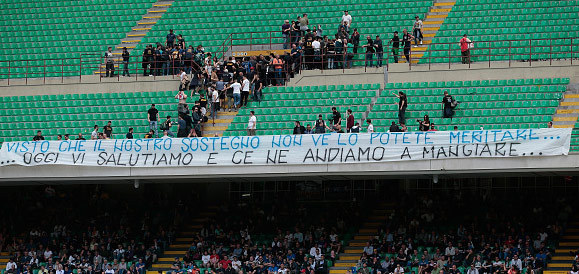 VISTO CHE IL NOSTRO SOSTEGNO NON VE LO POTETE MERITARE...
...OGGI VI SALUTIAMO E CE NE ANDIAMO A MANGIARE...